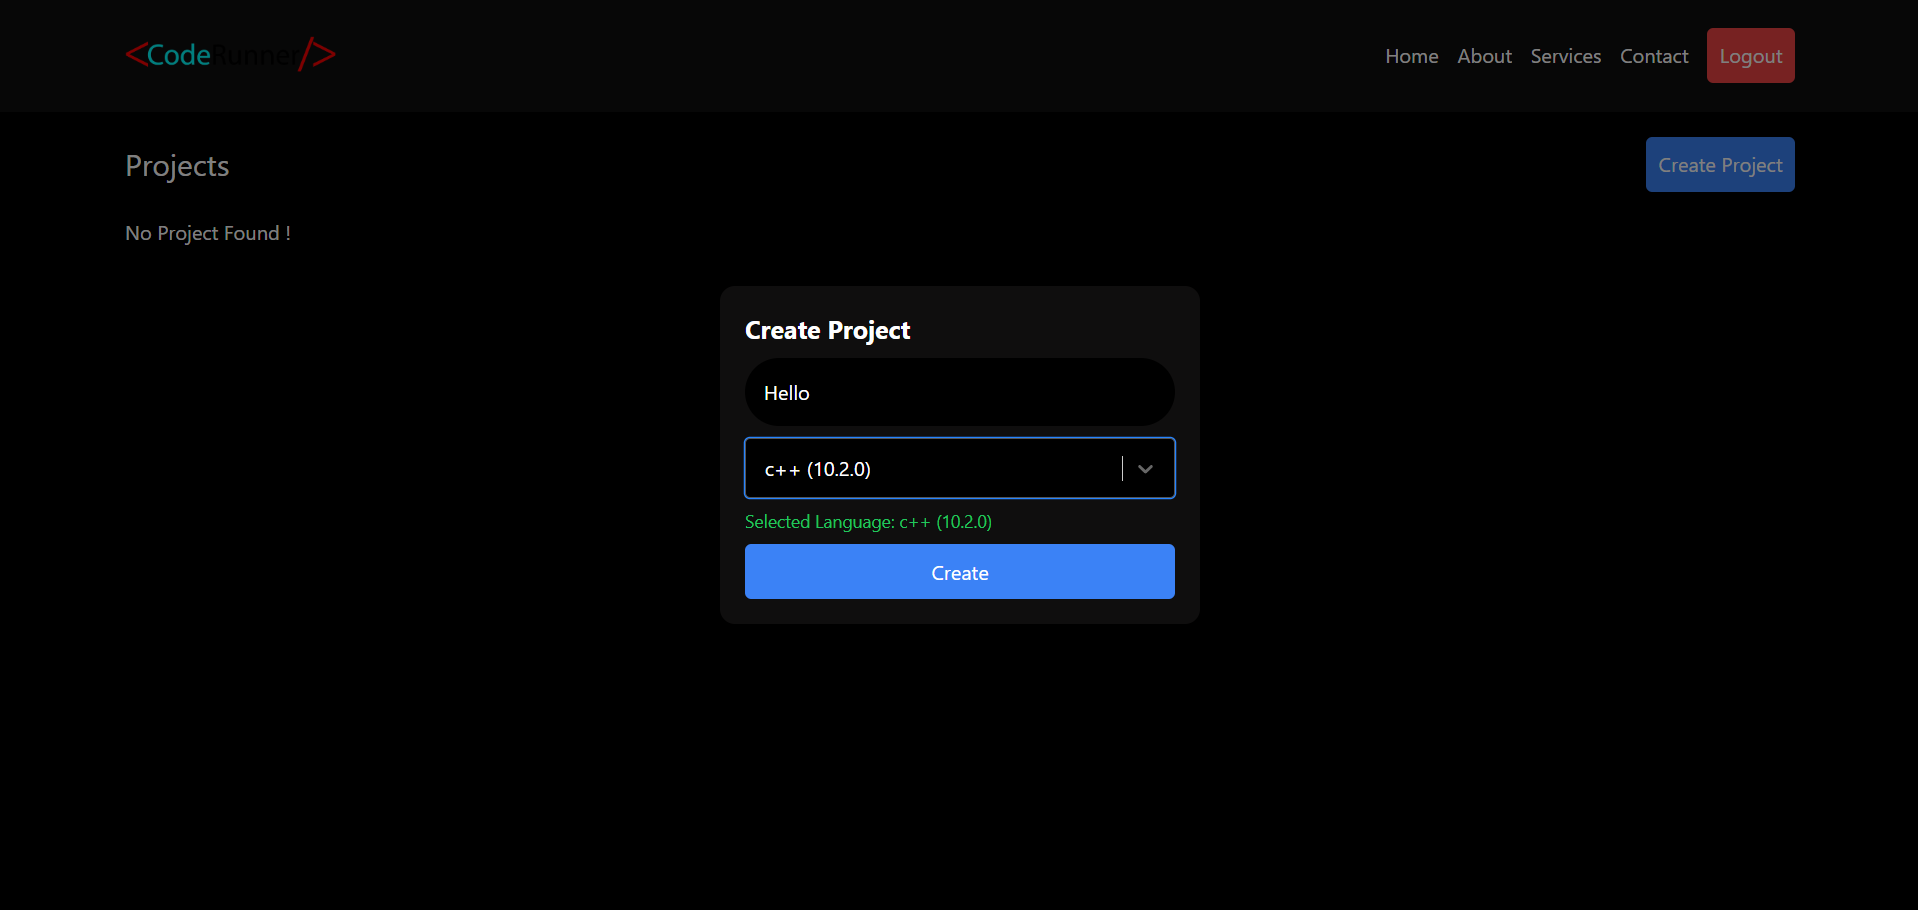 <CodeRunner/>
Home About Services Contact Logout
Projects
Create Project
No Project Found !
Create Project
Hello
c++ (10.2.0)
Selected Language: c++ (10.2.0)
Create